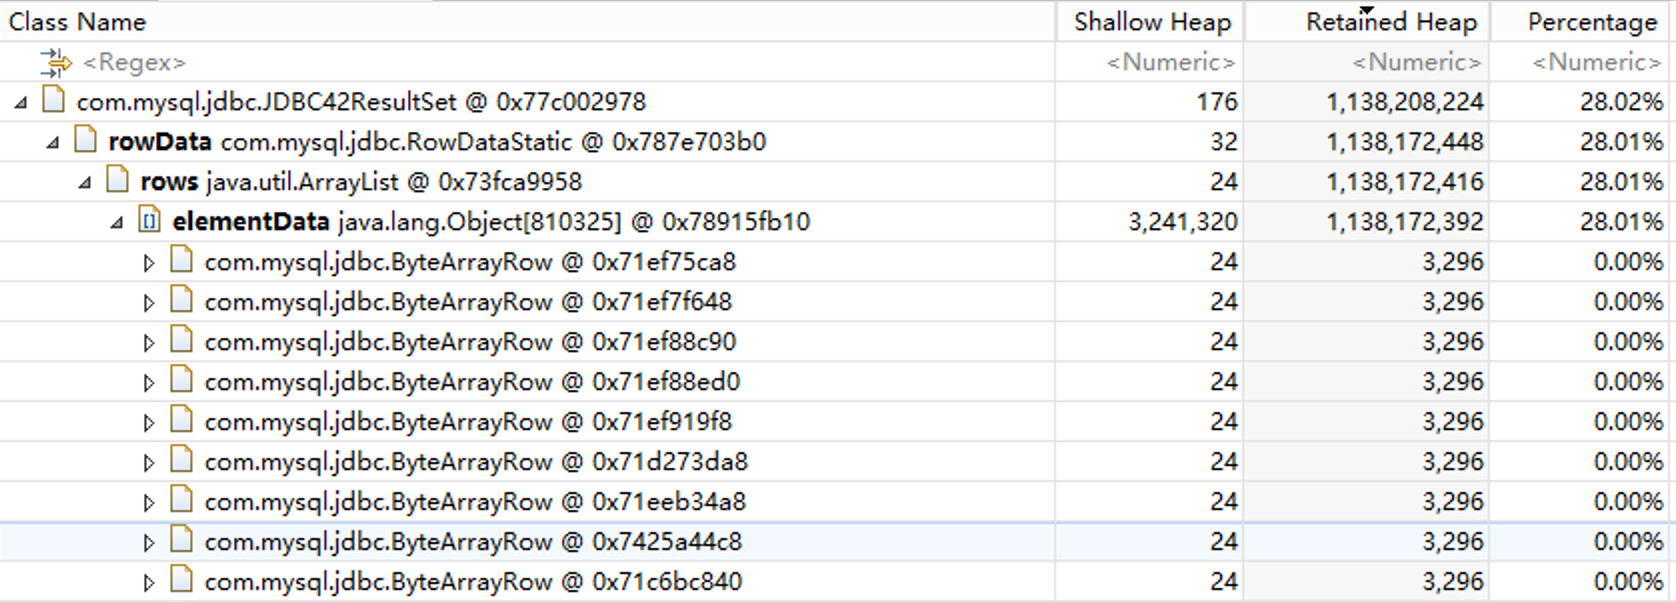 Class Name Shallow Heap Retained Heap Percentage
<Regex> <Numeric> <Numeric> <Numeric>
com.mysql.jdbc.JDBC42ResultSet @ 0x77c002978 176 1,138,208,224 28.02%
rowData com.mysql.jdbc.RowDataStatic @ 0x787e703b0 32 1,138,172,448 28.01%
rows java.util.ArrayList @ 0x73fca9958 24 1,138,172,416 28.01%
elementData java.lang.Object[810325] @ 0x78915fb10 3,241,320 1,138,172,392 28.01%
com.mysql.jdbc.ByteArrayRow @ 0x71ef75ca8 24 3,296 0.00%
com.mysql.jdbc.ByteArrayRow @ 0x71ef7f648 24 3,296 0.00%
com.mysql.jdbc.ByteArrayRow @ 0x71ef88c90 24 3,296 0.00%
com.mysql.jdbc.ByteArrayRow @ 0x71ef88ed0 24 3,296 0.00%
com.mysql.jdbc.ByteArrayRow @ 0x71ef919f8 24 3,296 0.00%
com.mysql.jdbc.ByteArrayRow @ 0x71d273da8 24 3,296 0.00%
com.mysql.jdbc.ByteArrayRow @ 0x71eeb34a8 24 3,296 0.00%
com.mysql.jdbc.ByteArrayRow @ 0x7425a44c8 24 3,296 0.00%
com.mysql.jdbc.ByteArrayRow @ 0x71c6bc840 24 3,296 0.00%